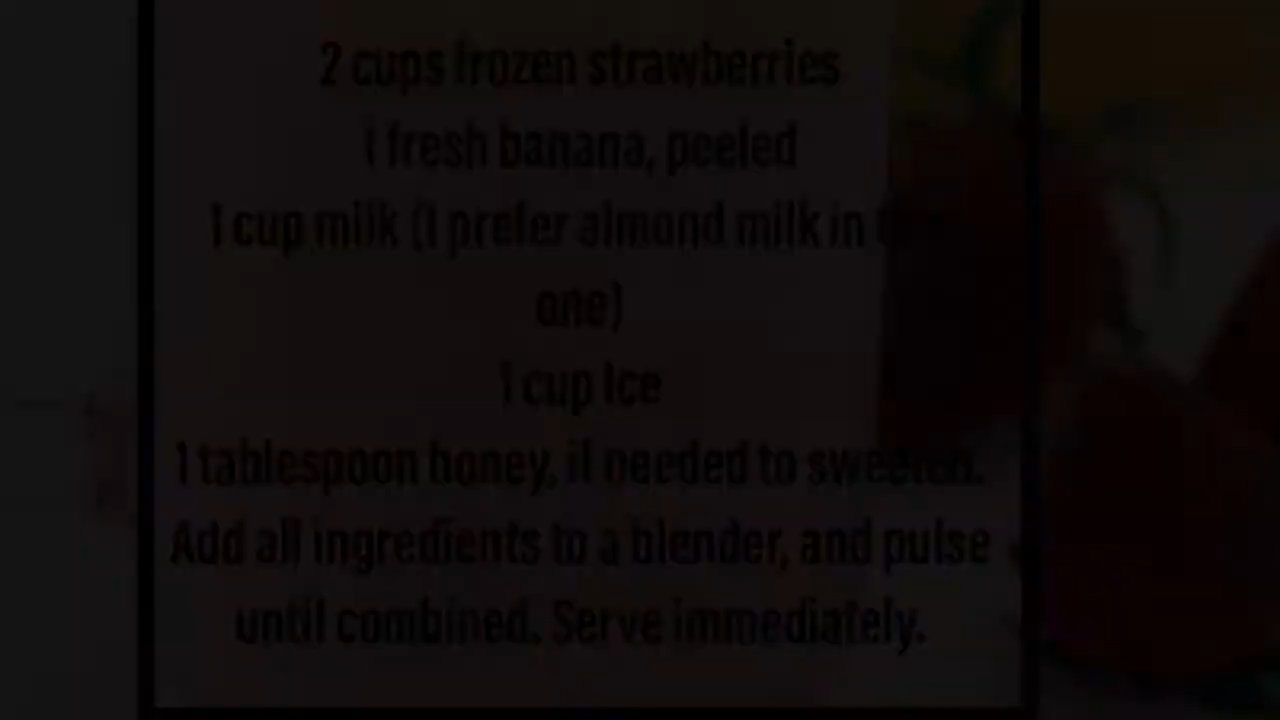 2 cups frozen strawberries
1 fresh banana, peeled
1 cup milk (I prefer almond milk in
one)
1 cup Ice
1 tablespoon honey, if needed to sweeten.
Add all ingredients to a blender, and pulse
until combined. Serve immediately.